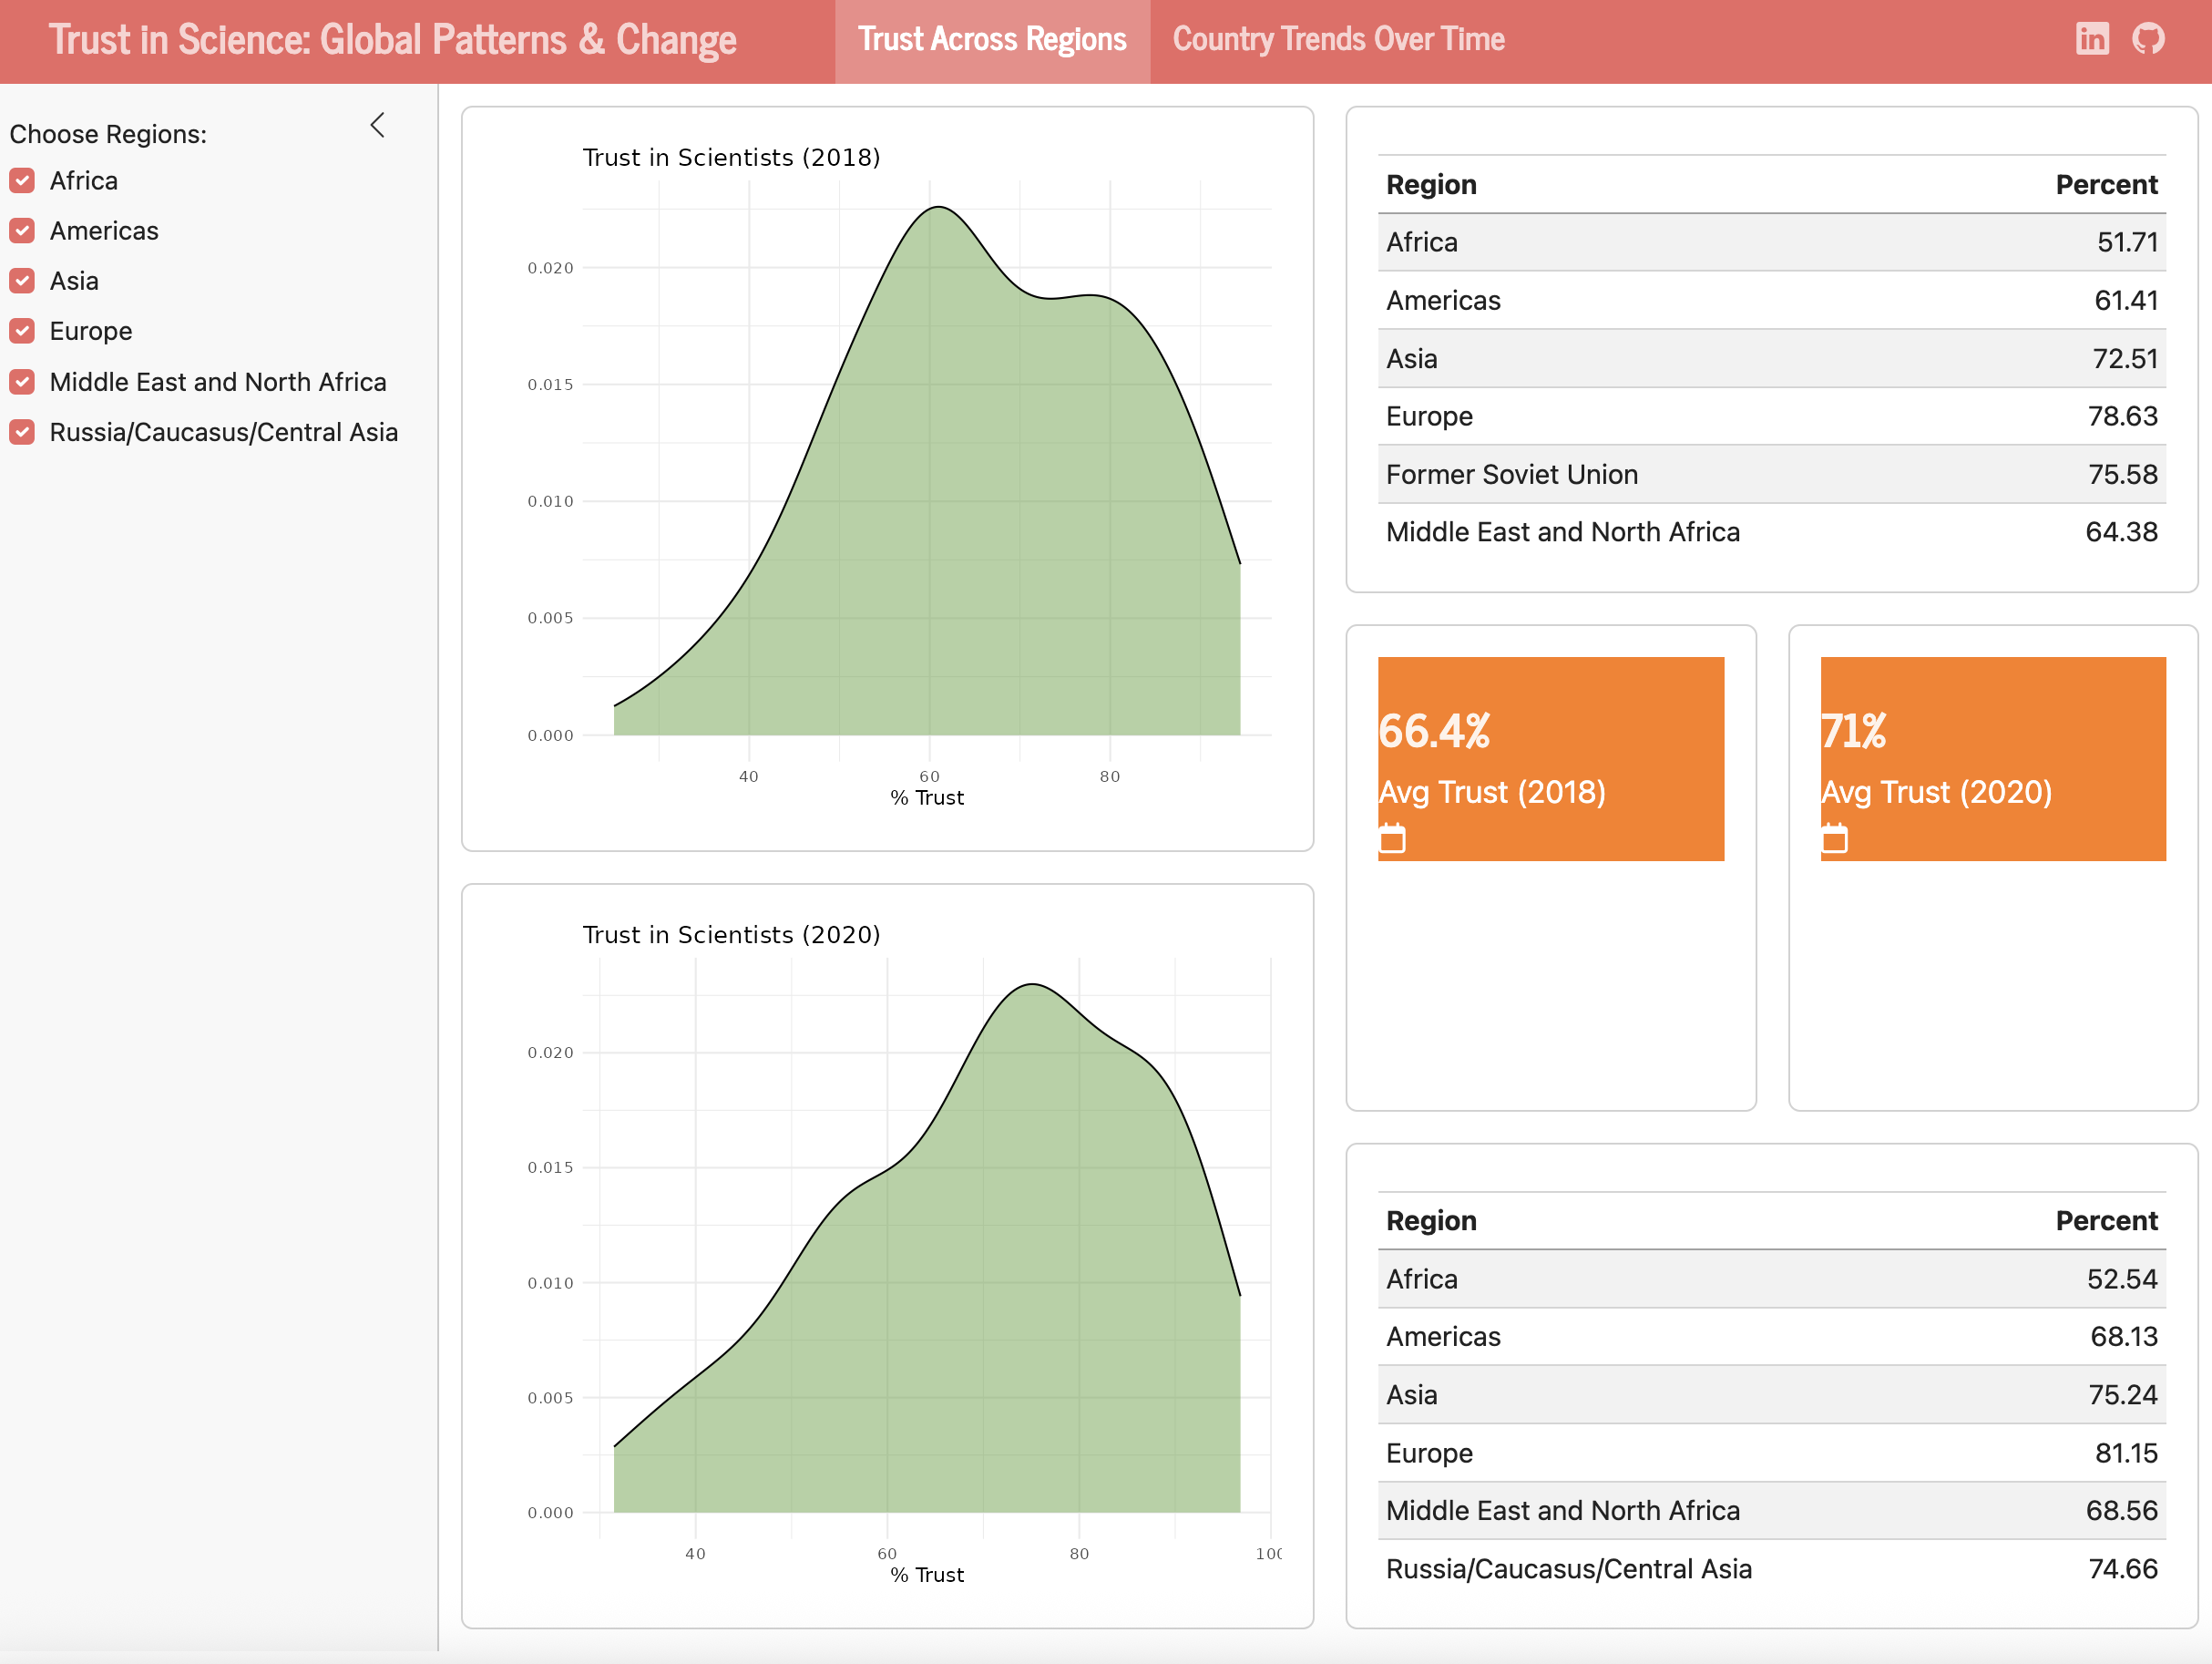 Trust in Science: Global Patterns & Change
Trust Across Regions
Country Trends Over Time
Choose Regions:
Africa
Americas
Asia
Europe
Middle East and North Africa
Russia/Caucasus/Central Asia
Trust in Scientists (2018)
0.020
0.015
0.010
0.005
0.000
40 60 80
% Trust
Region Percent
Africa 51.71
Americas 61.41
Asia 72.51
Europe 78.63
Former Soviet Union 75.58
Middle East and North Africa 64.38
66.4%
Avg Trust (2018)
71%
Avg Trust (2020)
Trust in Scientists (2020)
0.020
0.015
0.010
0.005
0.000
40 60 80 100
% Trust
Region Percent
Africa 52.54
Americas 68.13
Asia 75.24
Europe 81.15
Middle East and North Africa 68.56
Russia/Caucasus/Central Asia 74.66